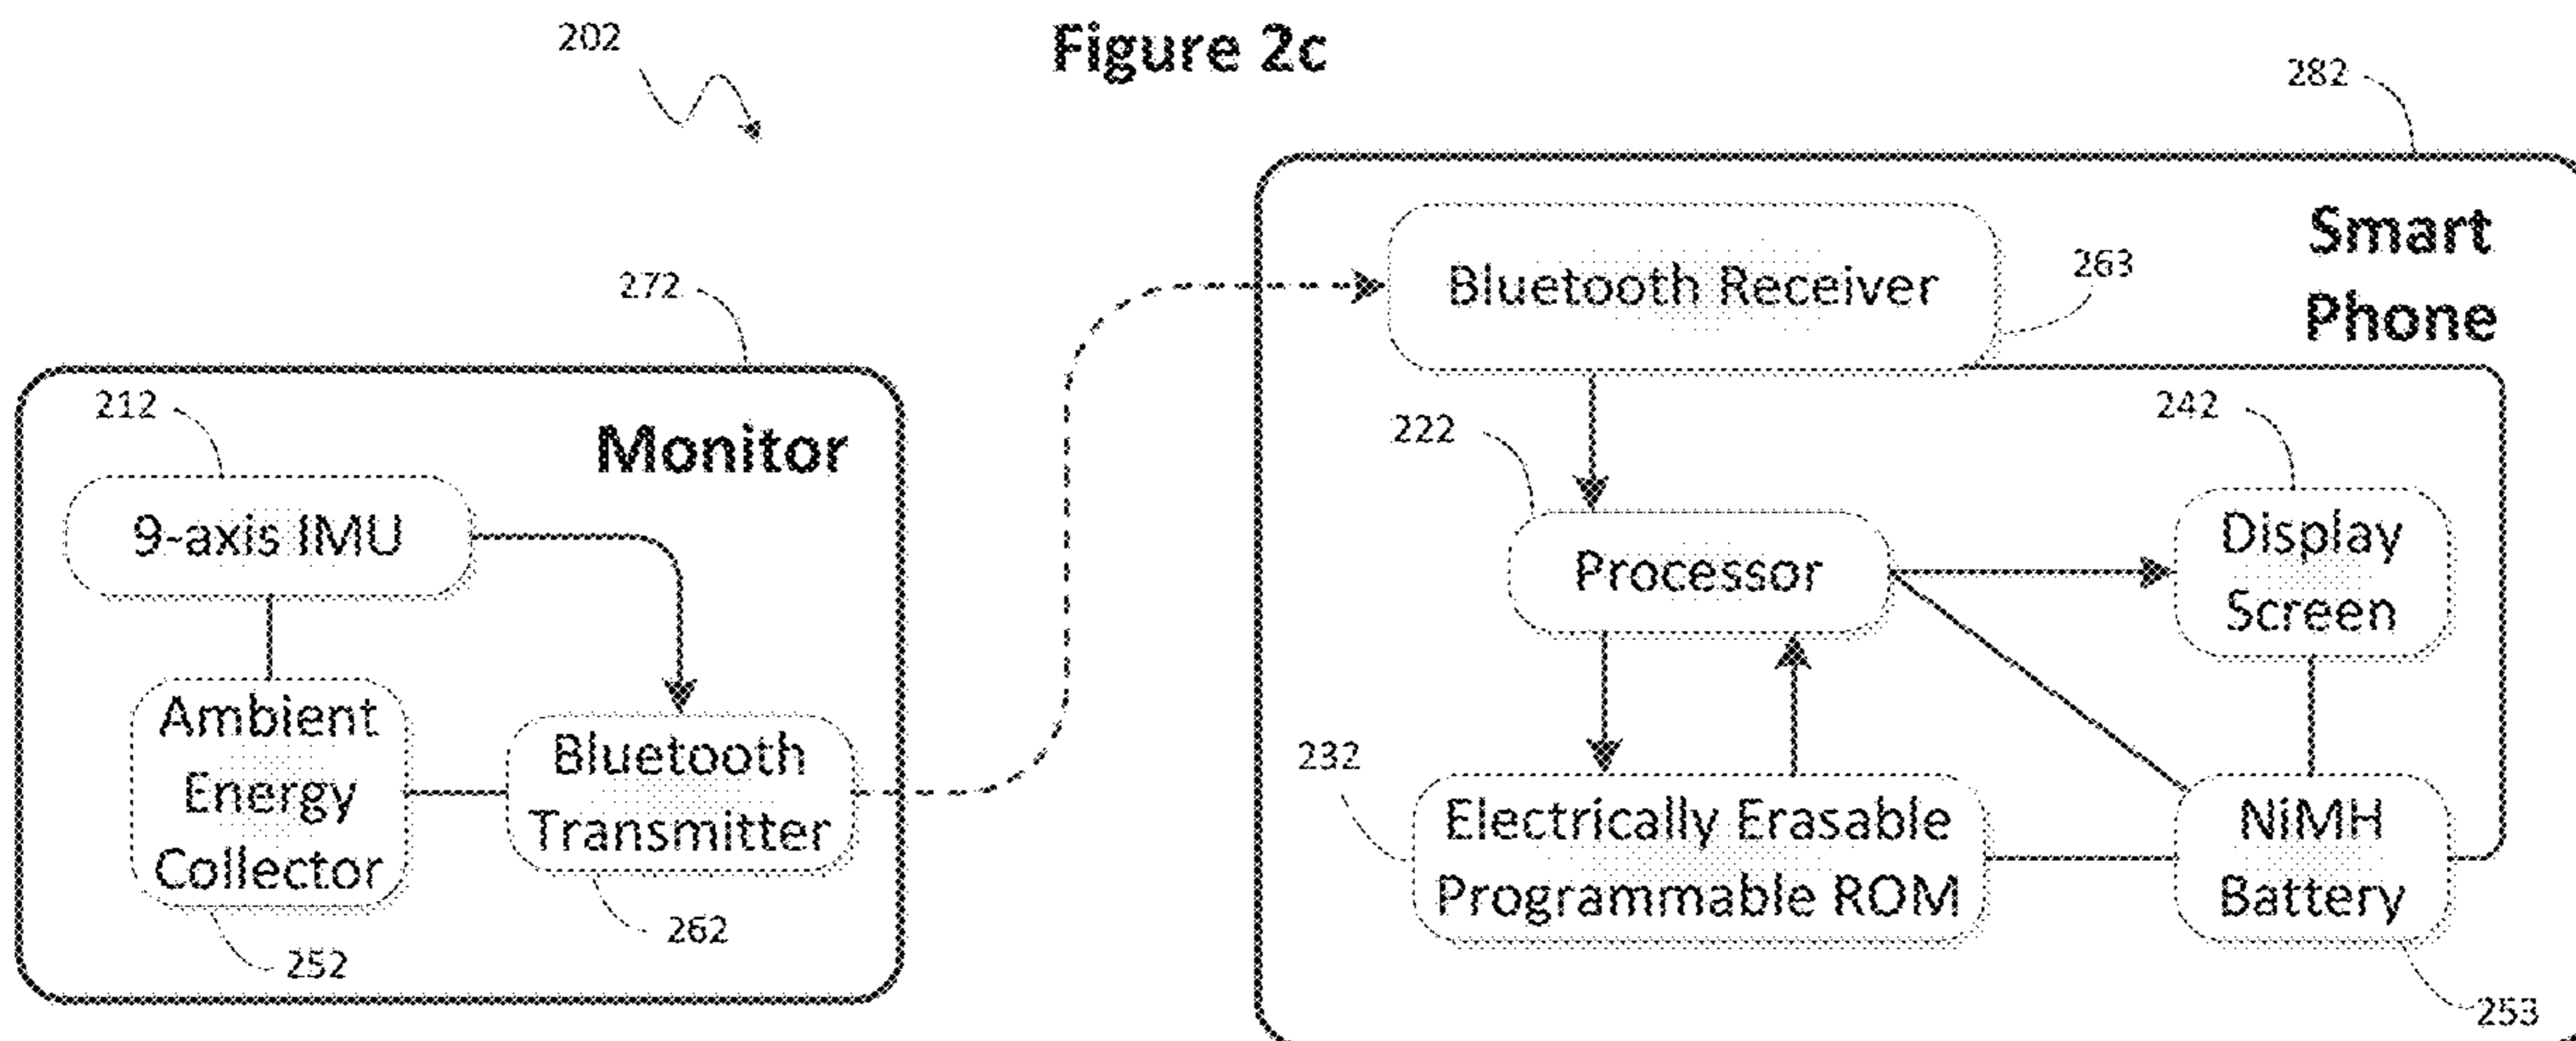 202
Figure 2c
282
Smart
Phone
272
Bluetooth Receiver
263
212
Monitor
222
242
9-axis IMU
Processor
Display
Screen
Ambient
Energy
Collector
Bluetooth
Transmitter
232
Electrically Erasable
Programmable ROM
NiMH
Battery
262
252
253